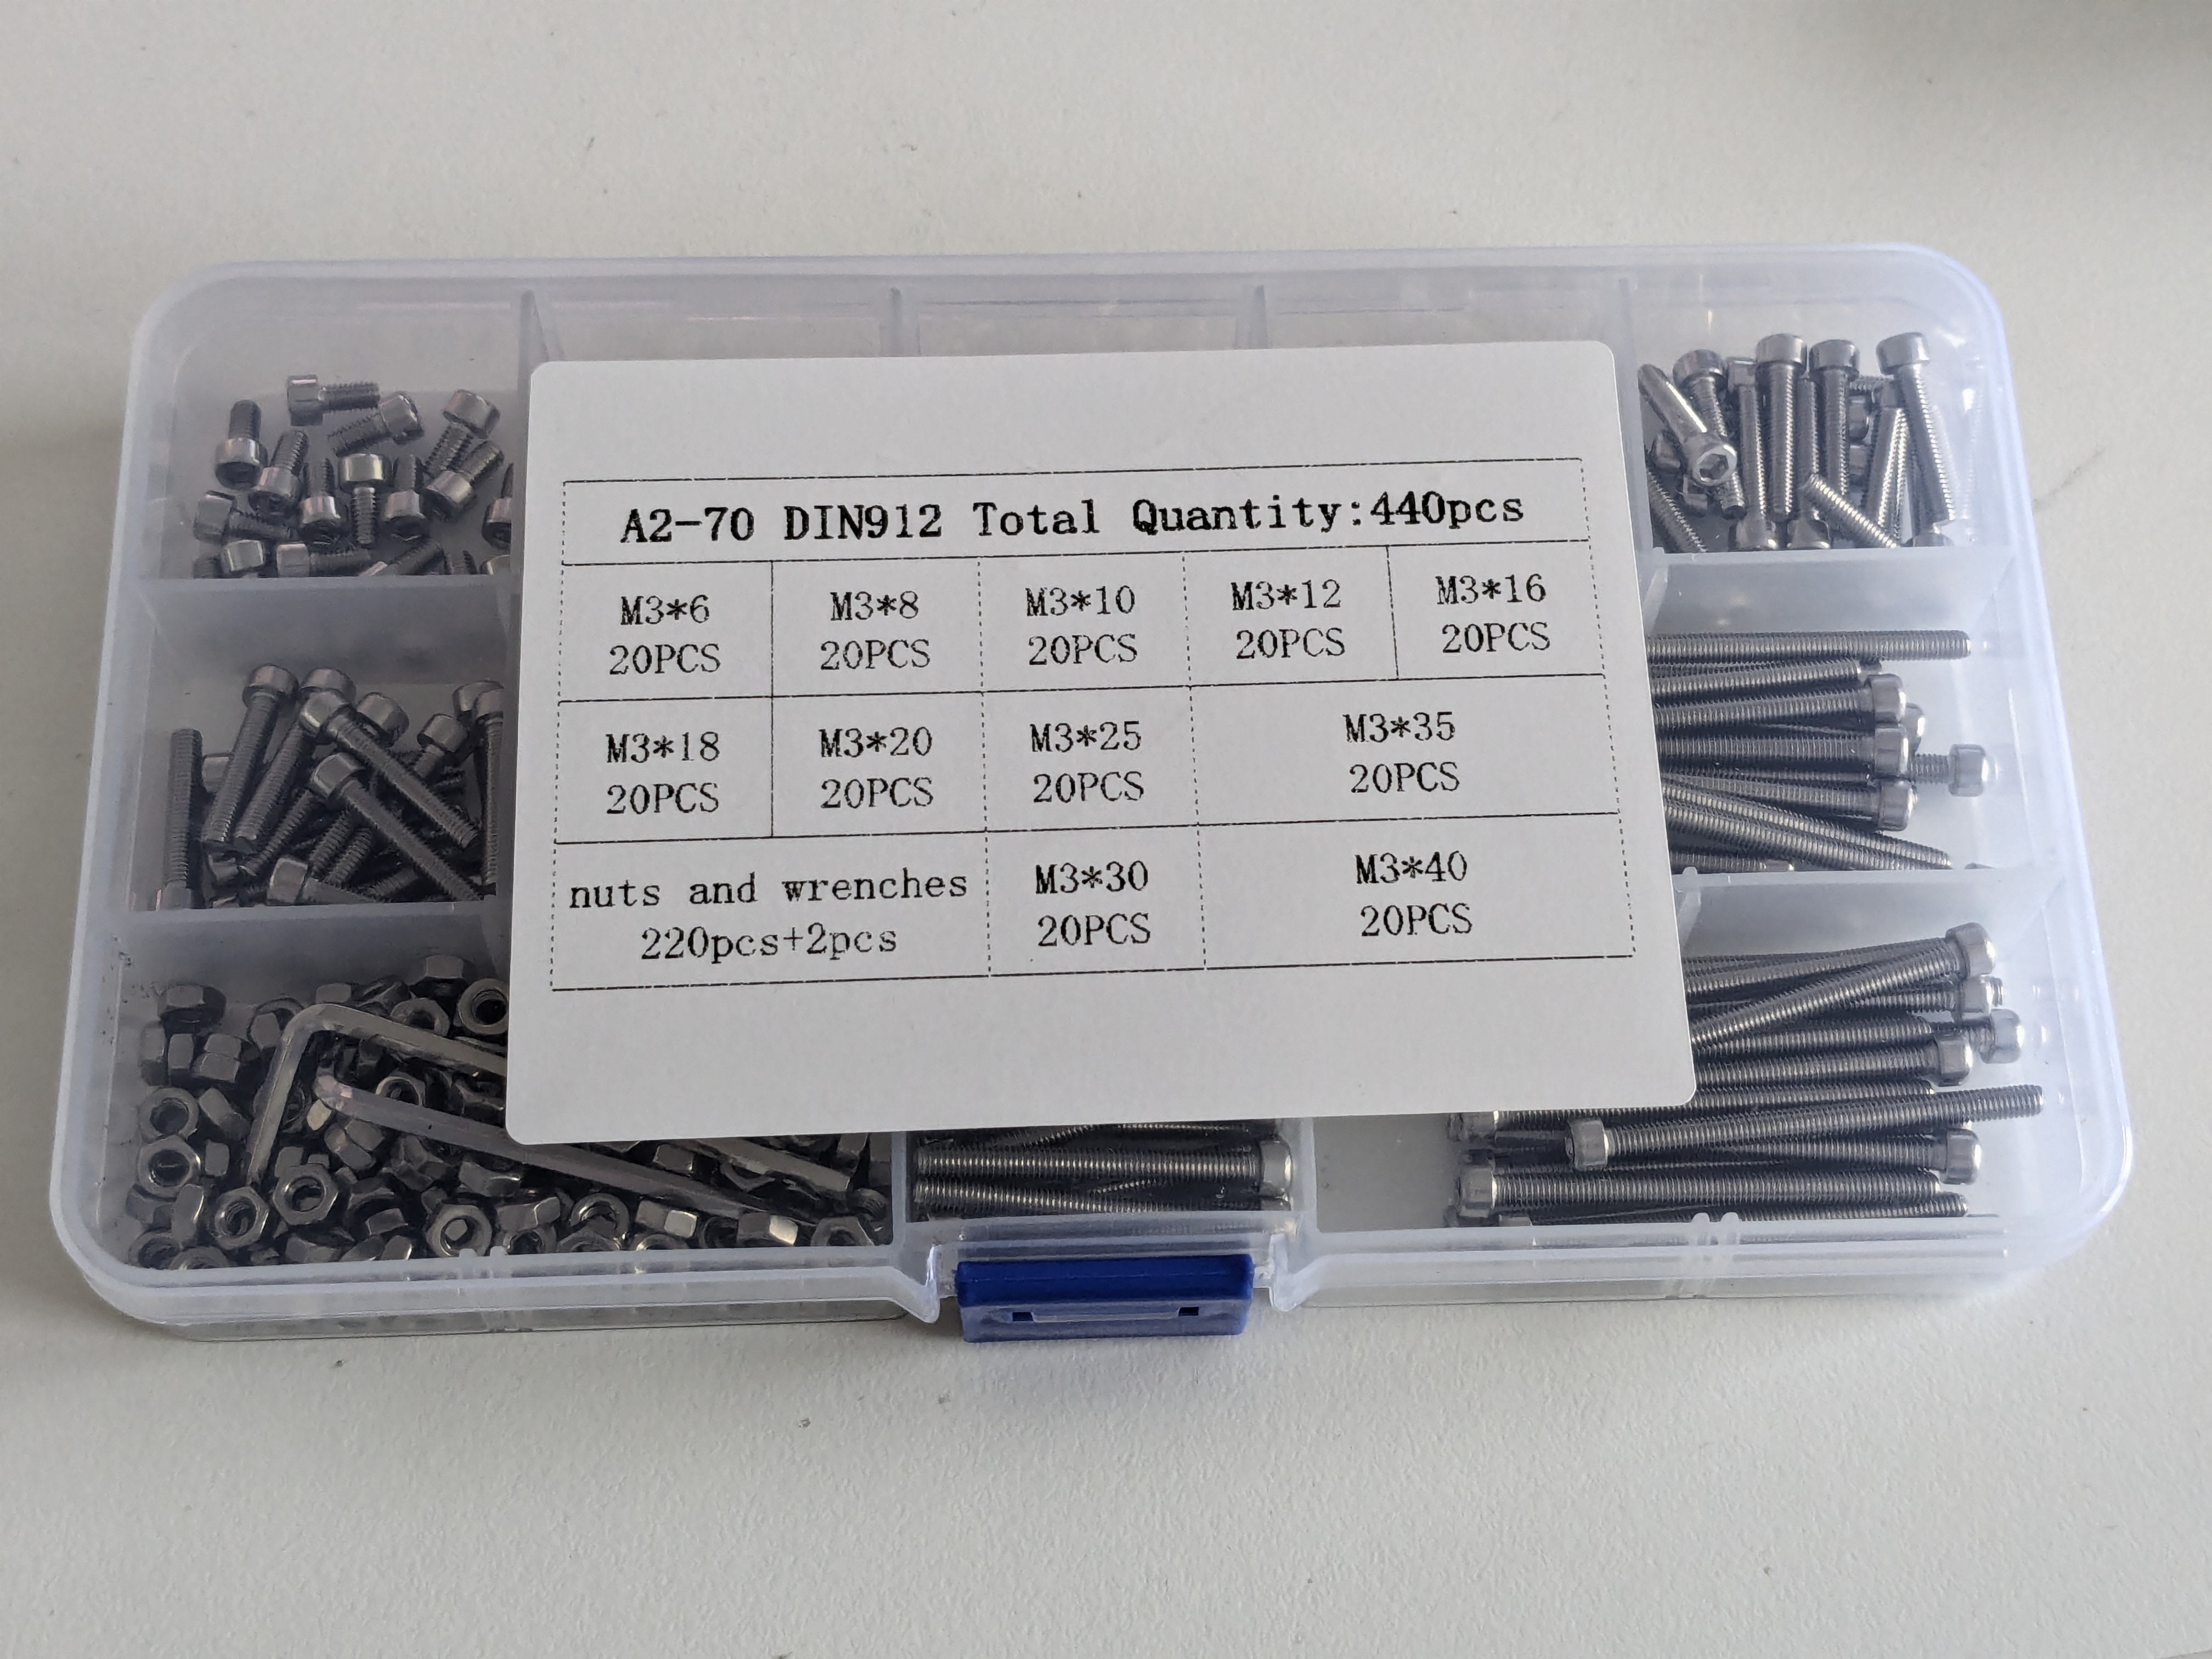 A2-70 DIN912 Total Quantity:440pcs
M3*6 M3*8 M3*10 M3*12 M3*16
20PCS 20PCS 20PCS 20PCS 20PCS
M3*18 M3*20 M3*25 M3*35
20PCS 20PCS 20PCS 20PCS
nuts and wrenches M3*30 M3*40
220pcs+2pcs 20PCS 20PCS